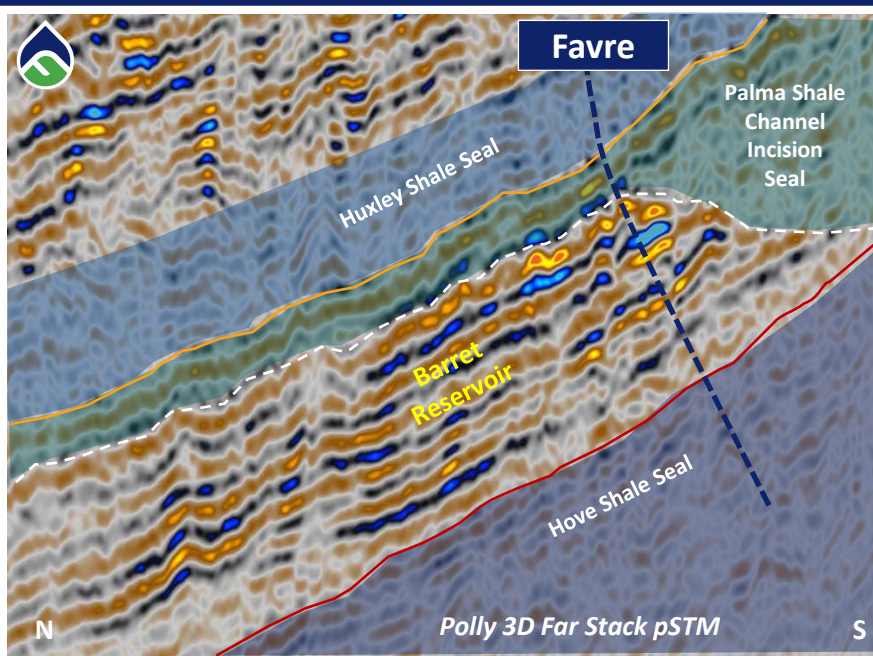 Favre
Palma Shale
Channel
Incision
Seal
Huxley Shale Seal
Barret
Reservoir
Hove Shale Seal
N
Polly 3D Far Stack pSTM
S